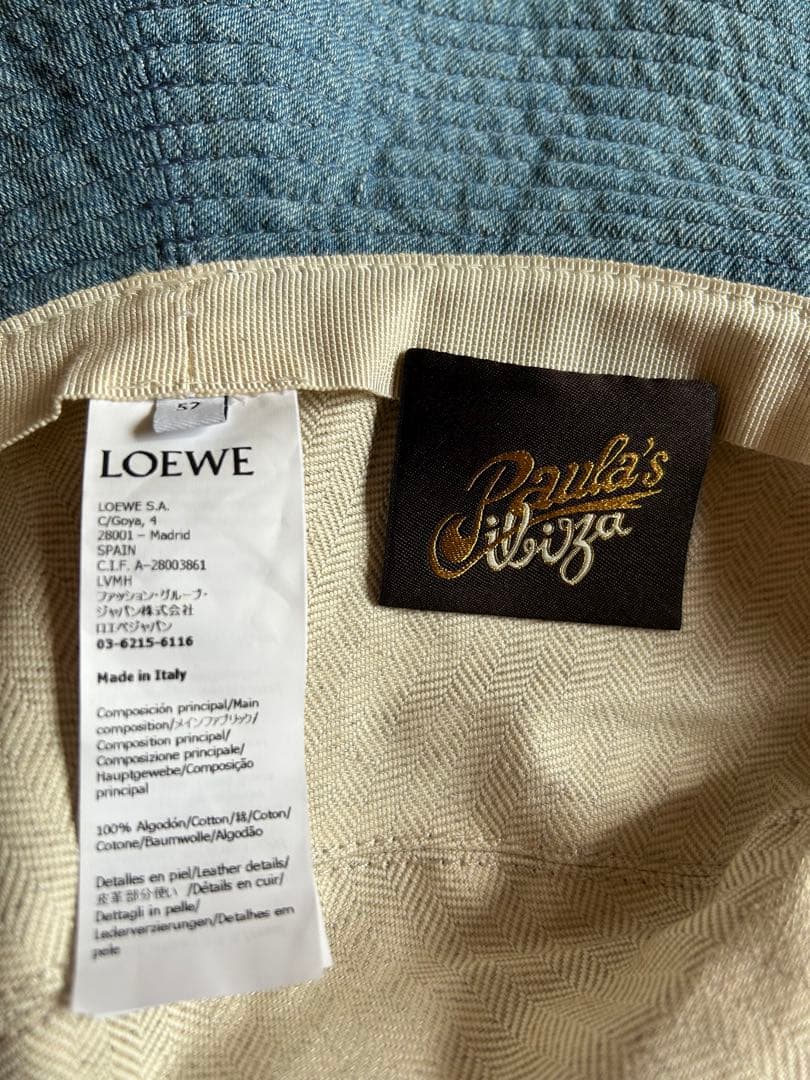 57
LOEWE
LOEWE S.A.
C/Goya, 4
28001 - Madrid
SPAIN
C.I.F. A-28003861
LVMH
ファッション・グループ・
ジャパン株式会社
ロエベジャパン
03-6215-6116
Made in Italy
Composición principal/Main
composition/メインファブリック/
Composition principal/
Composizione principale/
Hauptgewebe/Composição
principal
100% Algodón/Cotton/綿/Coton/
Cotone/Baumwolle/Algodão
Detalles en piel/Leather details/
皮革部分使い /Détails en cuir/
Dettagli in pelle/
Lederverzierungen/Detalhes em
pele
Paula's
ibiza